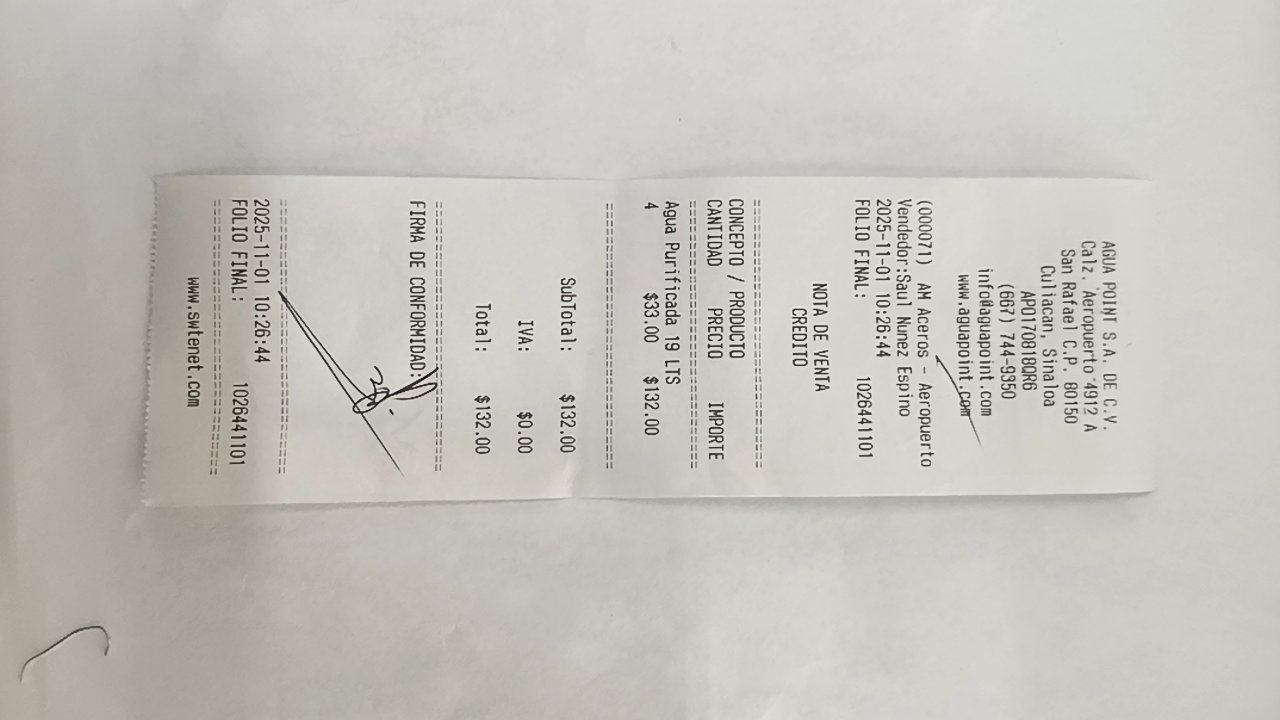 AGUA POINT S.A. DE C.V.
Calz. Aeropuerto 4912 A
San Rafael C.P. 80150
Culiacan, Sinaloa
APO170818QR6
(667) 744-9350
info@aguapoint.com
www.aguapoint.com
(000071) AM Aceros - Aeropuerto
Vendedor:Saul Nunez Espino
2025-11-01 10:26:44
FOLIO FINAL: 1026441101
NOTA DE VENTA
CREDITO
CONCEPTO / PRODUCTO
CANTIDAD PRECIO IMPORTE
Agua Purificada 19 LTS
4 $33.00 $132.00
SubTotal: $132.00
IVA: $0.00
Total: $132.00
FIRMA DE CONFORMIDAD:
2025-11-01 10:26:44
FOLIO FINAL: 1026441101
www.swtenet.com